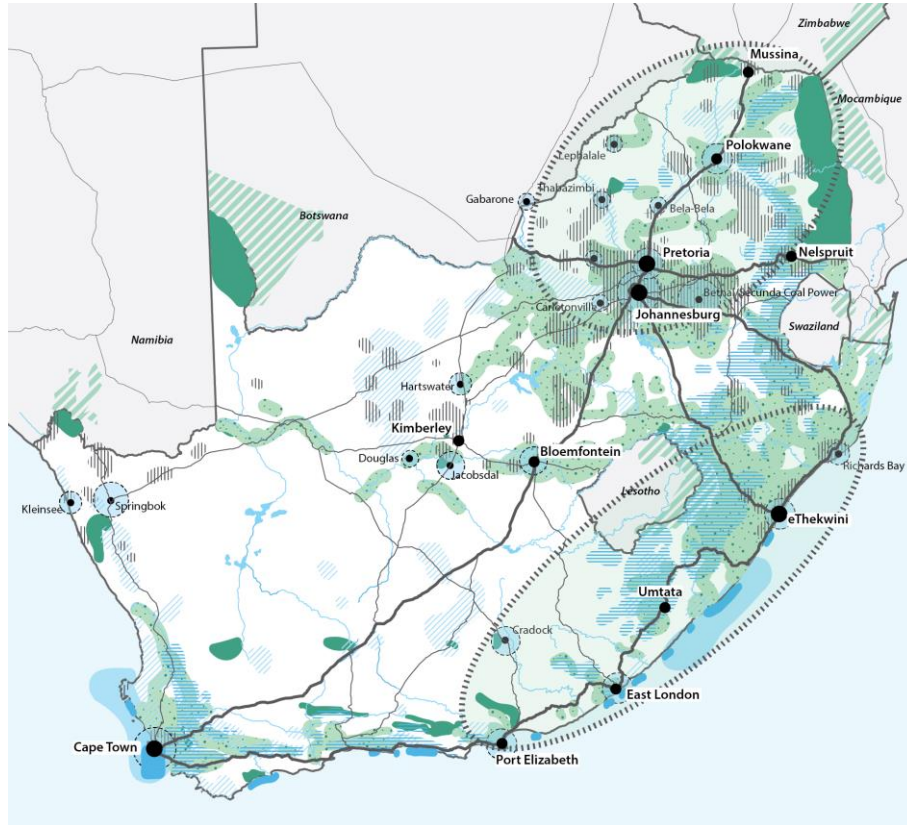 Zimbabwe
Mussina
Mocambique
Polokwane
Lephalale
Thabazimbi
Gabarone
Bela-Bela
Botswana
Pretoria
Nelspruit
Bethal/Secunda Coal Power
Carletonville
Johannesburg
Swaziland
Namibia
Hartswater
Kimberley
Bloemfontein
Douglas
Jacobsdal
Richards Bay
Lesotho
Kleinsee
Springbok
eThekwini
Umtata
Cradock
East London
Cape Town
Port Elizabeth